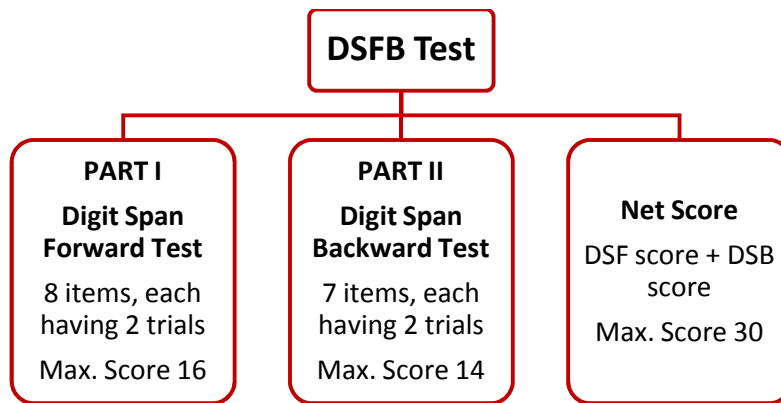 DSFB Test
PART I
Digit Span
Forward Test
8 items, each
having 2 trials
Max. Score 16
PART II
Digit Span
Backward Test
7 items, each
having 2 trials
Max. Score 14
Net Score
DSF score + DSB
score
Max. Score 30